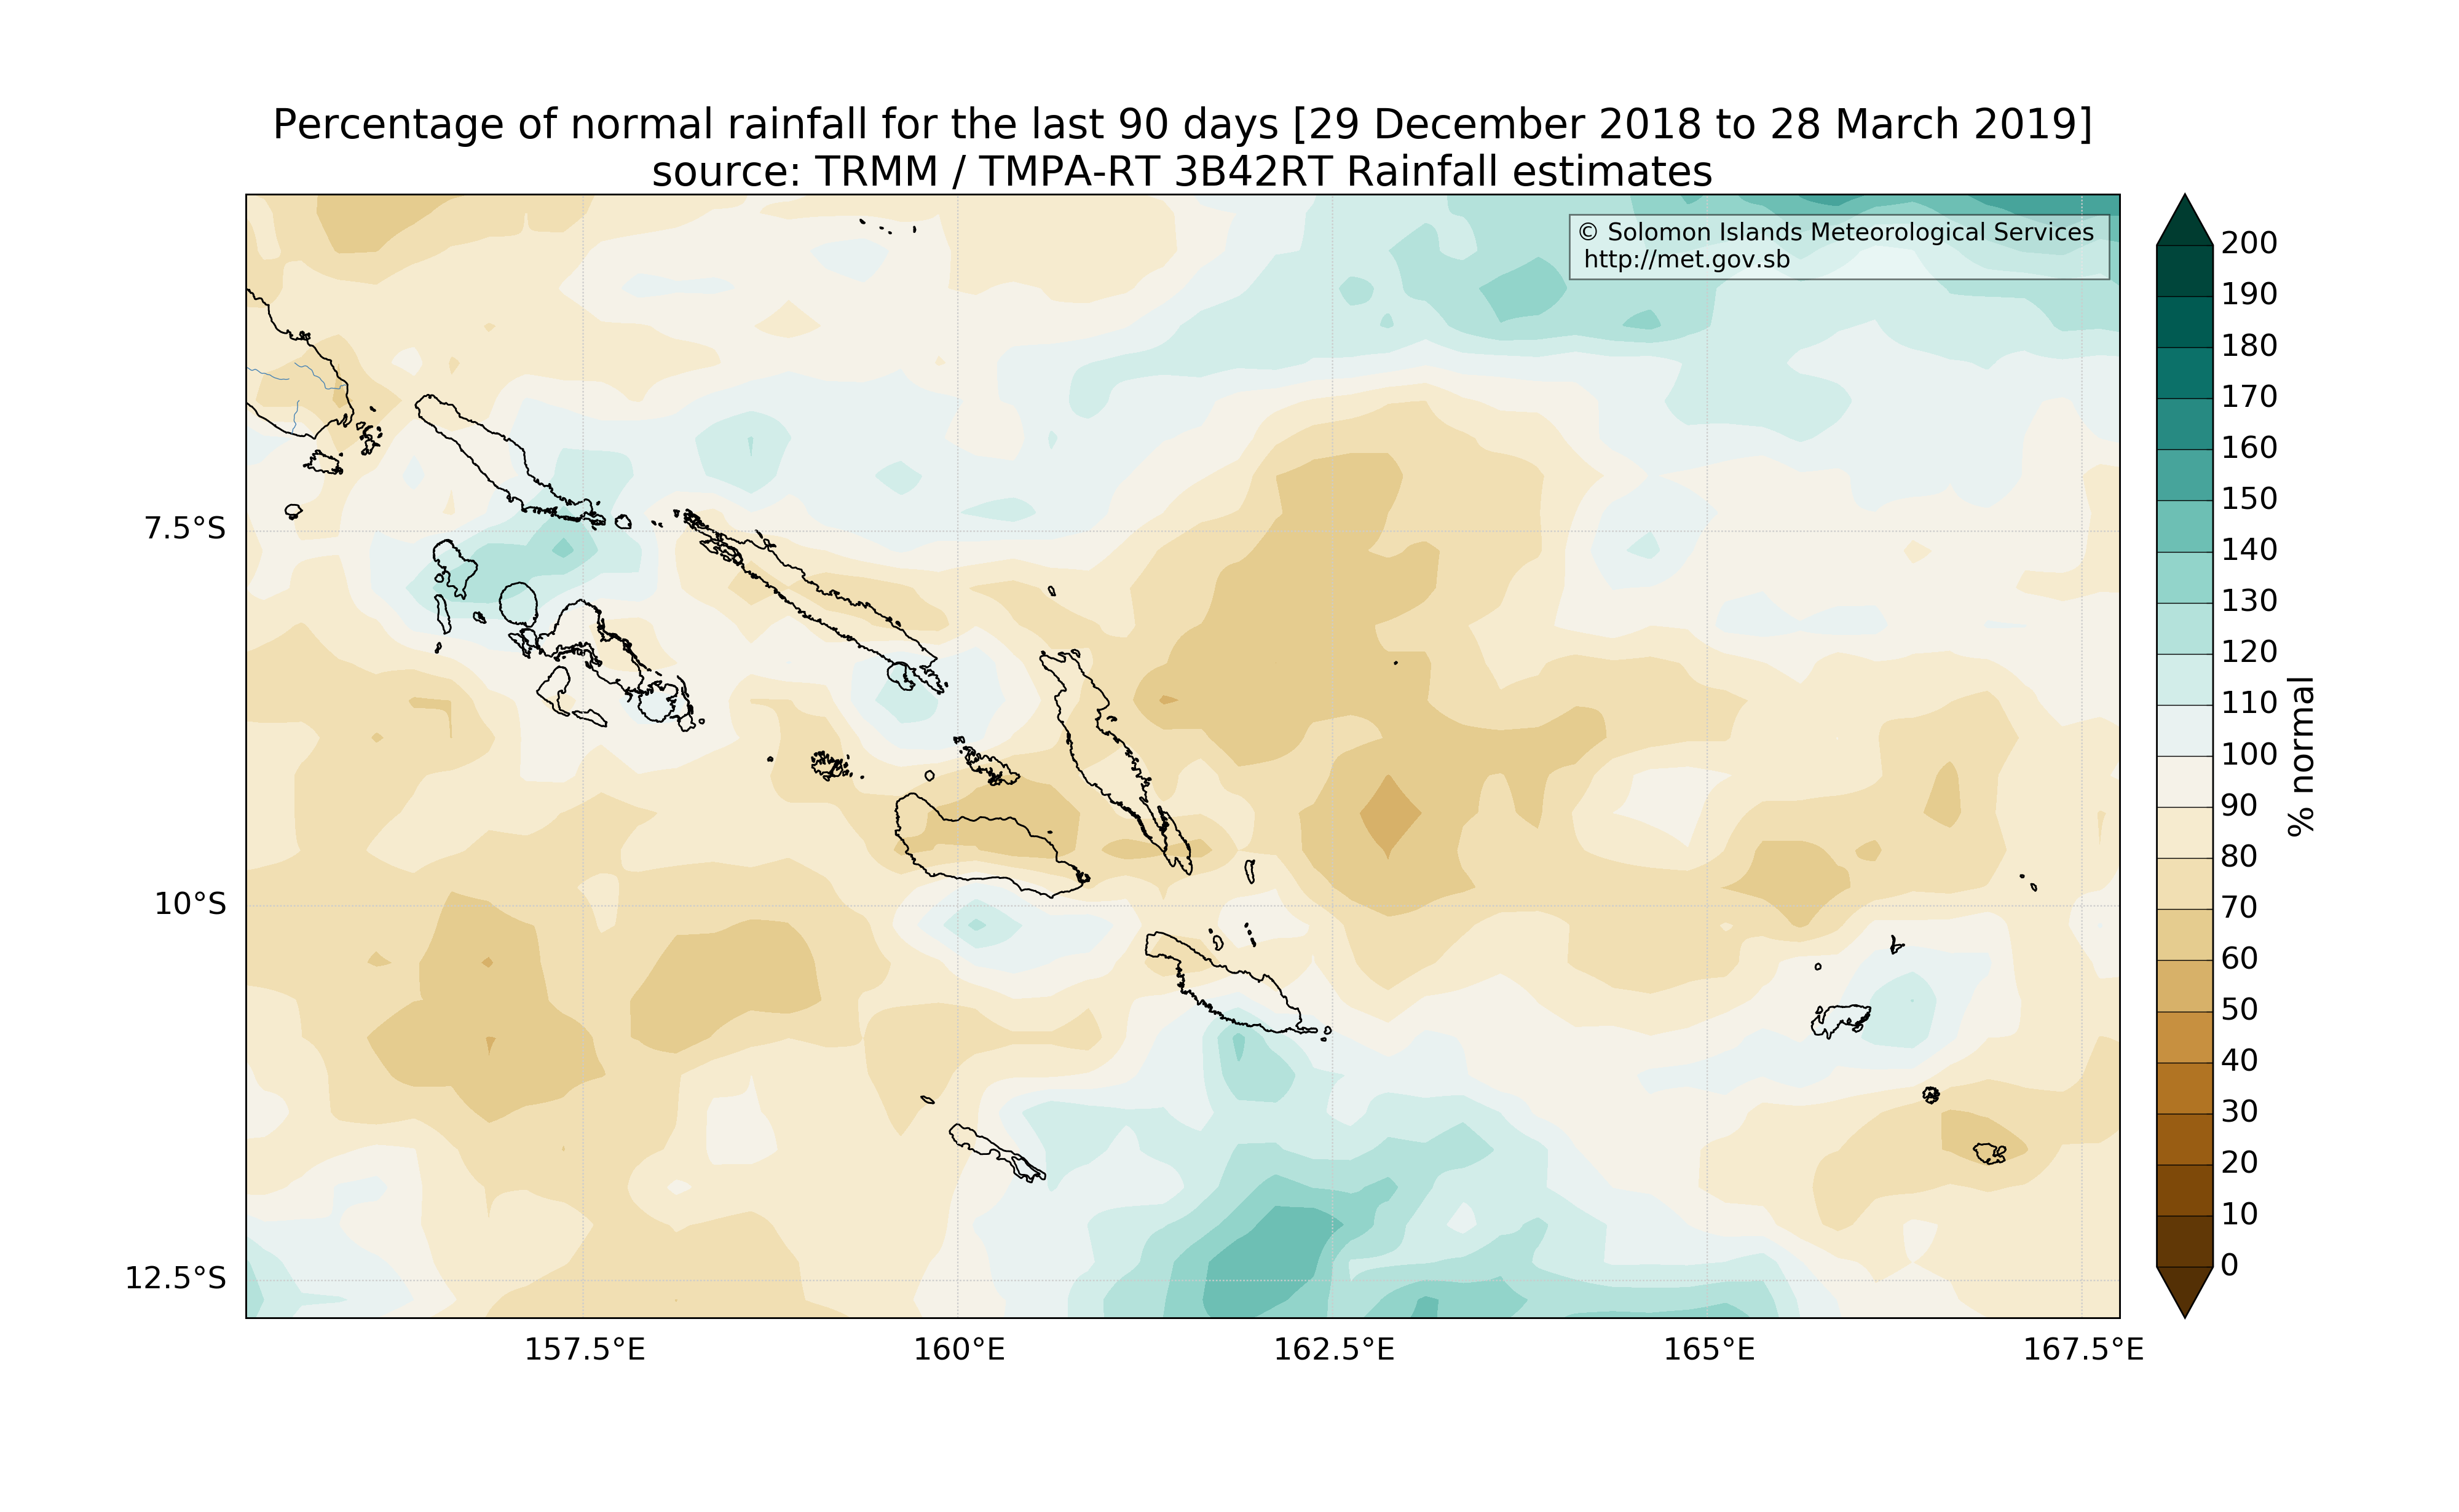 Percentage of normal rainfall for the last 90 days [29 December 2018 to 28 March 2019]
source: TRMM / TMPA-RT 3B42RT Rainfall estimates
© Solomon Islands Meteorological Services
http://met.gov.sb
7.5°S
10°S
12.5°S
157.5°E
160°E
162.5°E
165°E
167.5°E
200
190
180
170
160
150
140
130
120
110
100
90
80
70
60
50
40
30
20
10
0
% normal